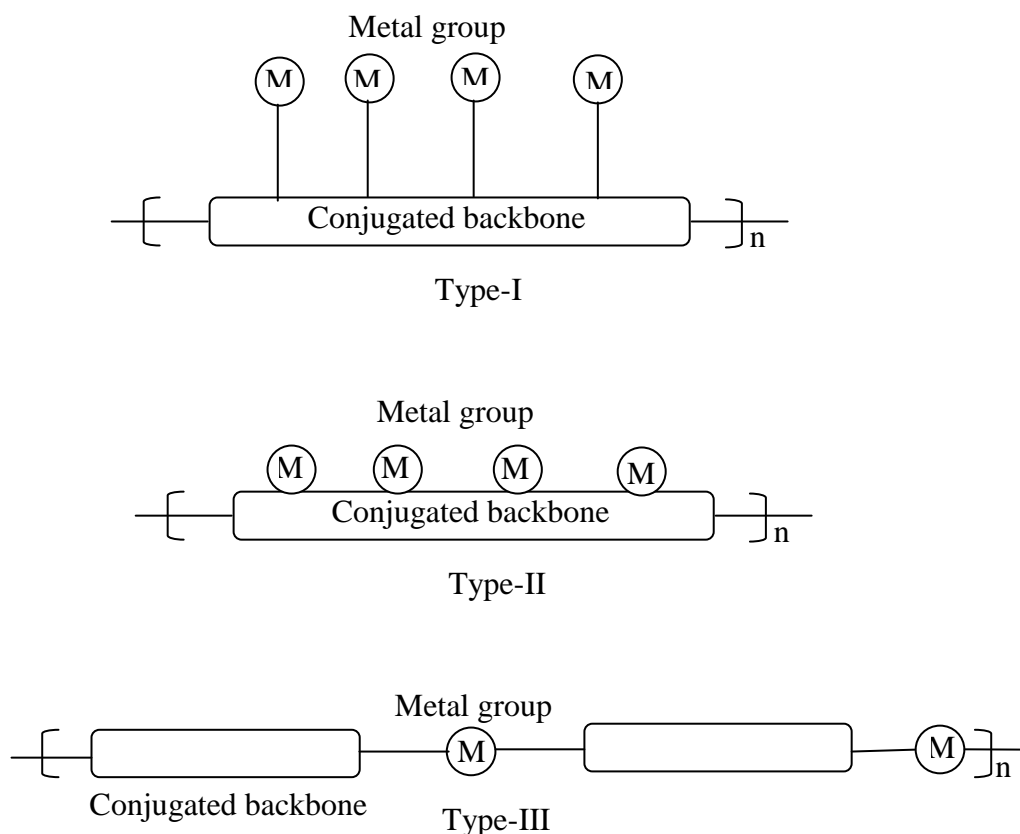 Metal group
M M M M
Conjugated backbone
n
Type-I
Metal group
M M M M
Conjugated backbone
n
Type-II
Metal group
M M
n
Conjugated backbone
Type-III